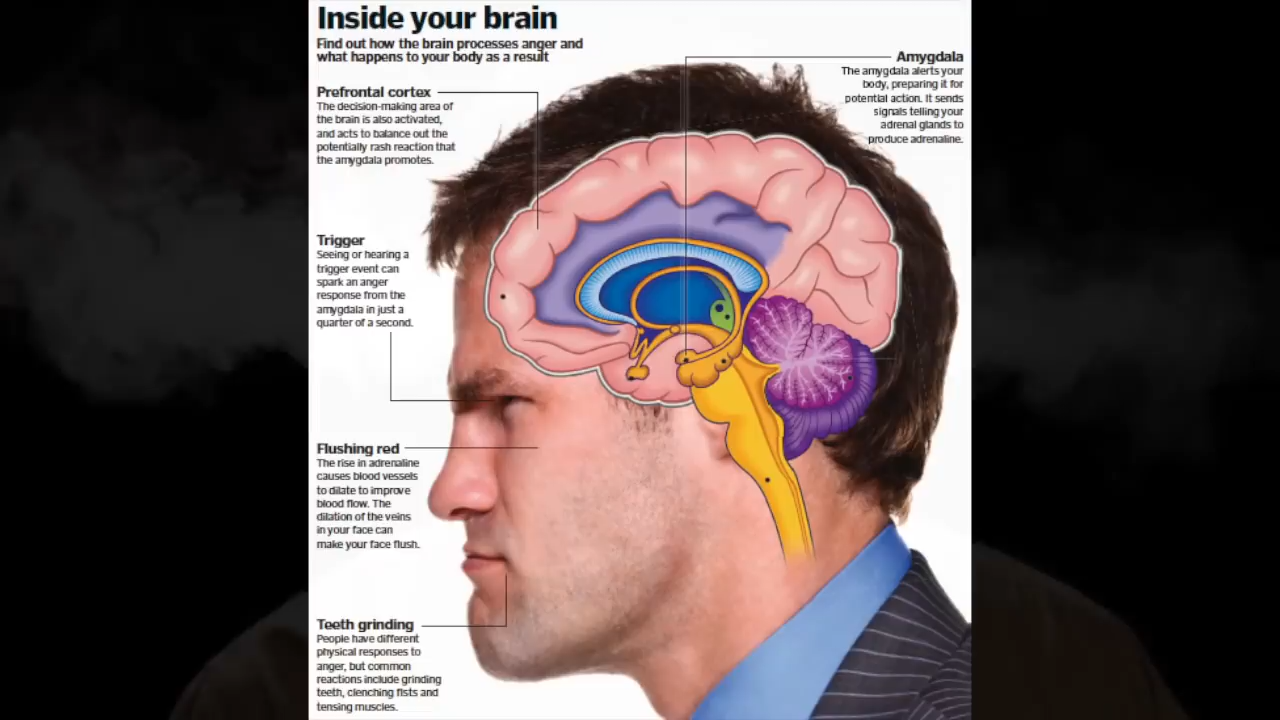 Inside your brain
Find out how the brain processes anger and
what happens to your body as a result
Prefrontal cortex
The decision-making area of
the brain is also activated,
and acts to balance out the
potentially rash reaction that
the amygdala promotes.
Amygdala
The amygdala alerts your
body, preparing it for
potential action. It sends
signals telling your
adrenal glands to
produce adrenaline.
Trigger
Seeing or hearing a
trigger event can
spark an anger
response from the
amygdala in just a
quarter of a second.
Flushing red
The rise in adrenaline
causes blood vessels
to dilate to improve
blood flow. The
dilation of the veins
in your face can
make your face flush.
Teeth grinding
People have different
physical responses to
anger, but common
reactions include grinding
teeth, clenching fists and
tensing muscles.